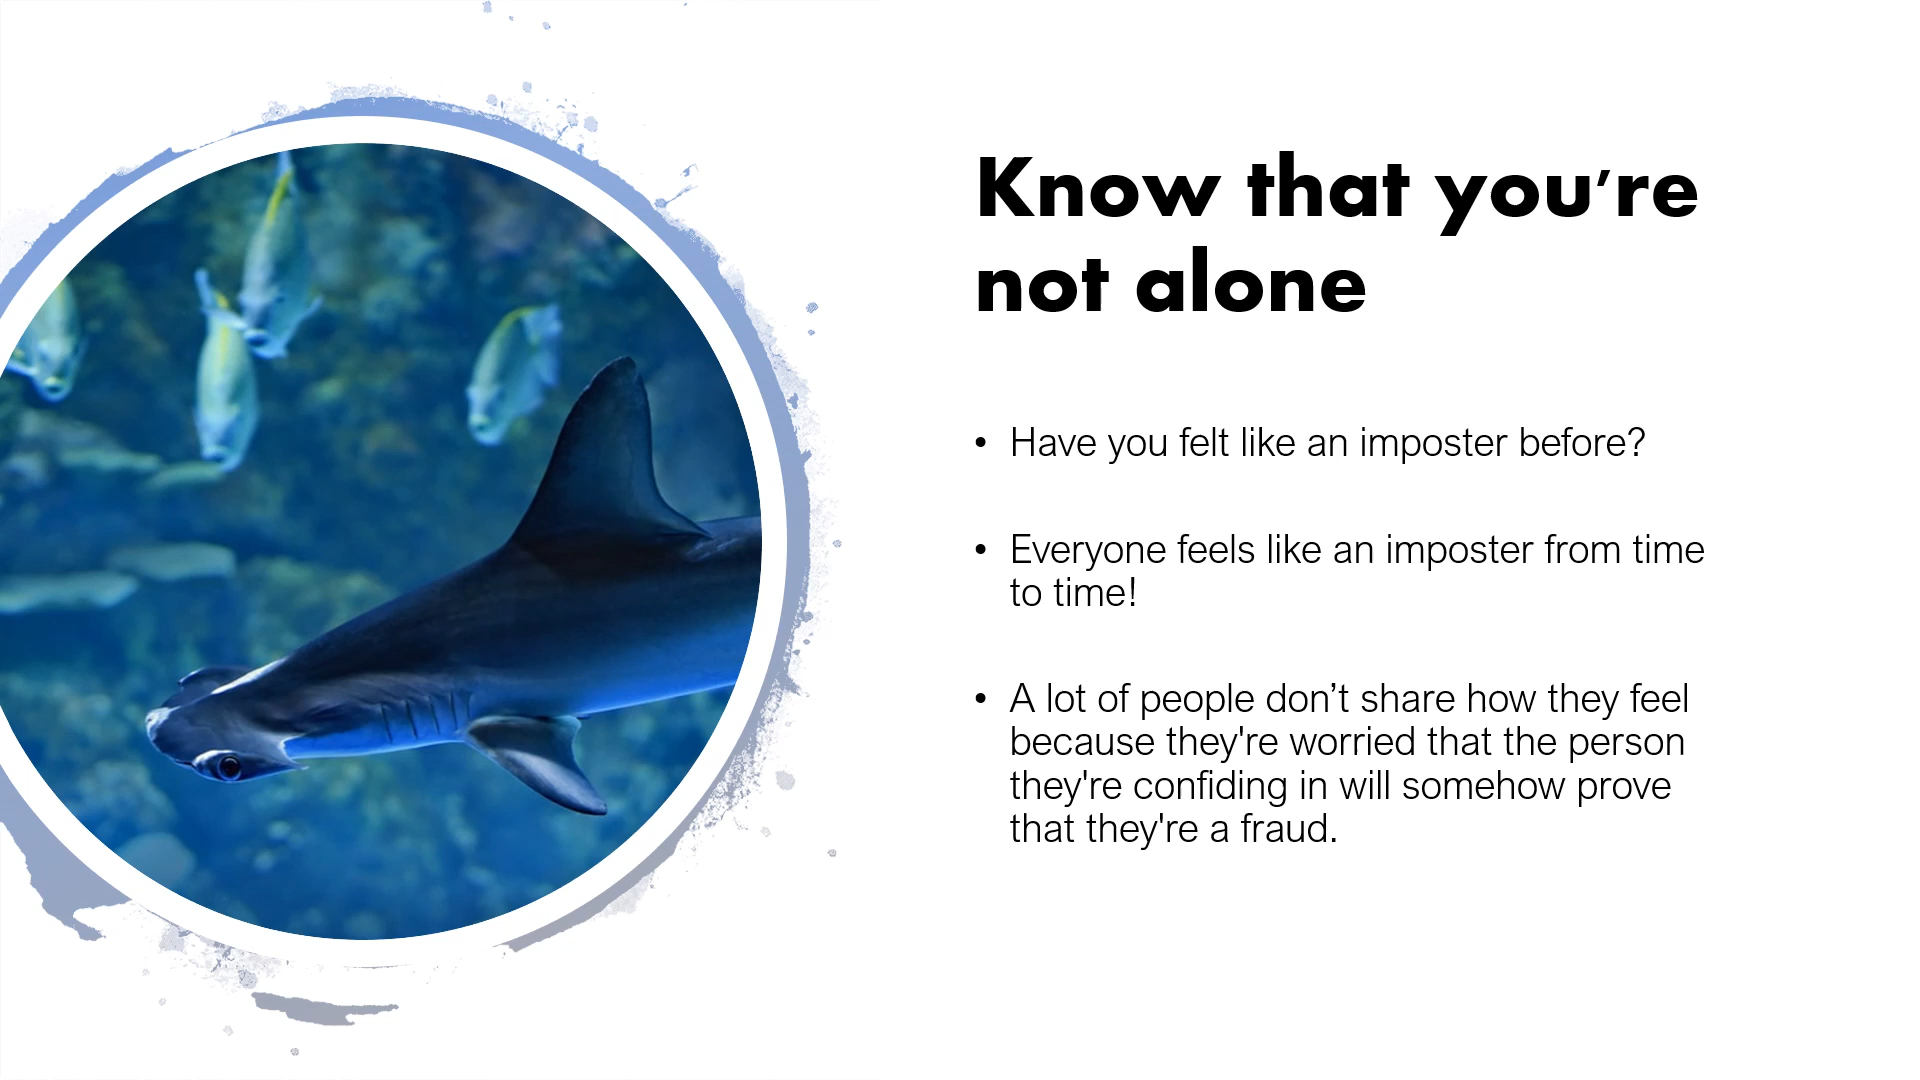 Know that you're
not alone
• Have you felt like an imposter before?
• Everyone feels like an imposter from time
to time!
• A lot of people don’t share how they feel
because they're worried that the person
they're confiding in will somehow prove
that they're a fraud.